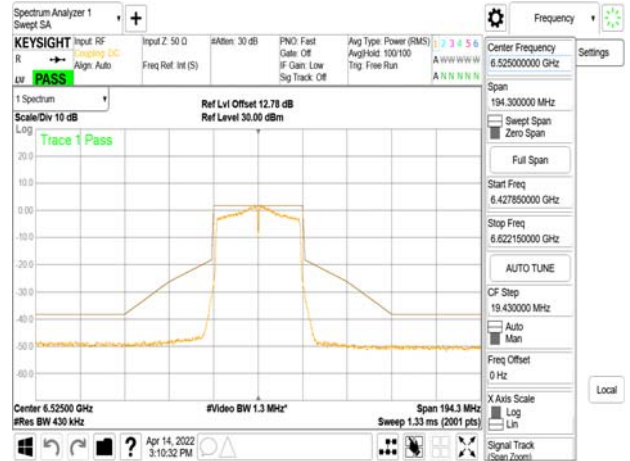 Spectrum Analyzer 1
Swept SA
Frequency
Settings
KEYSIGHT
R
LU PASS
Input: RF
Coupling: DC
Align: Auto
Input Z: 50 Ω
Freq Ref: Int (S)
#Atten: 30 dB
PNO: Fast
Gate: Off
IF Gain: Low
Sig Track: Off
Avg Type: Power (RMS)
Avg|Hold: 100/100
Trig: Free Run
1 2 3 4 5 6
A W W W W W
A N N N N N
1 Spectrum
Scale/Div 10 dB
Ref Lvl Offset 12.78 dB
Ref Level 30.00 dBm
Log
Trace 1 Pass
20.0
10.0
0.00
-10.0
-20.0
-30.0
-40.0
-50.0
-60.0
Center 6.52500 GHz
#Res BW 430 kHz
#Video BW 1.3 MHz*
Span 194.3 MHz
Sweep 1.33 ms (2001 pts)
Center Frequency
6.525000000 GHz
Span
194.300000 MHz
Swept Span
Zero Span
Full Span
Start Freq
6.427850000 GHz
Stop Freq
6.622150000 GHz
AUTO TUNE
CF Step
19.430000 MHz
Auto
Man
Freq Offset
0 Hz
X Axis Scale
Log
Lin
Signal Track
(Span Zoom)
Local
?
Apr 14, 2022
3:10:32 PM